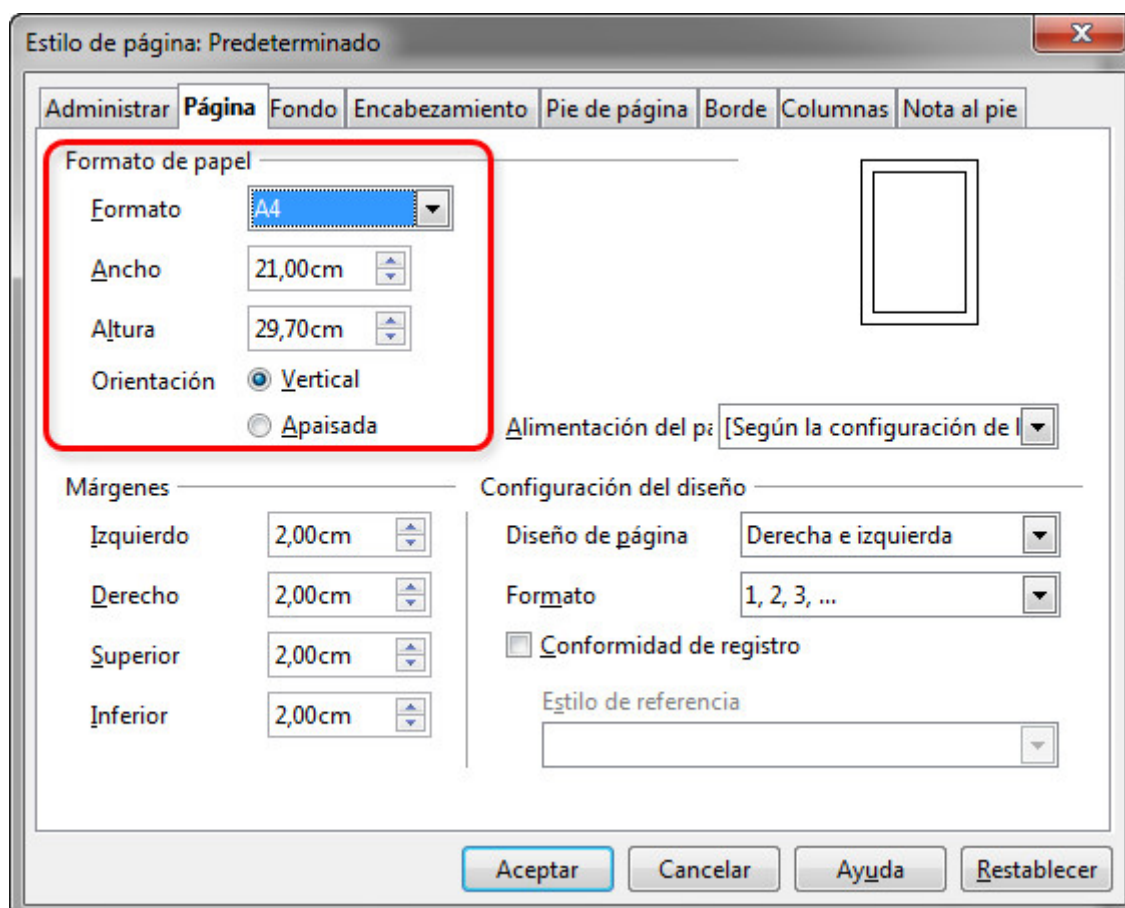 Estilo de página: Predeterminado
Administrar Página Fondo Encabezamiento Pie de página Borde Columnas Nota al pie
Formato de papel
Formato A4
Ancho 21,00cm
Altura 29,70cm
Orientación Vertical
Apaisada
Alimentación del pa [Según la configuración de l
Márgenes
Izquierdo 2,00cm
Derecho 2,00cm
Superior 2,00cm
Inferior 2,00cm
Configuración del diseño
Diseño de página Derecha e izquierda
Formato 1, 2, 3, ...
Conformidad de registro
Estilo de referencia
Aceptar Cancelar Ayuda Restablecer